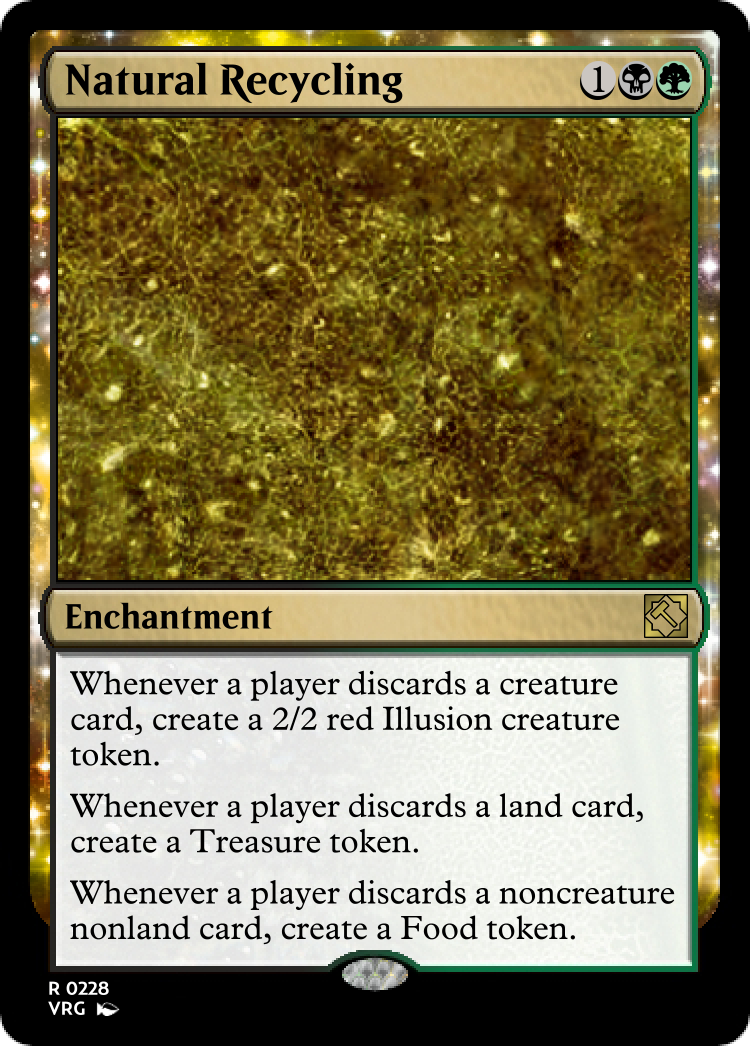 Natural Recycling 1
Enchantment
Whenever a player discards a creature
card, create a 2/2 red Illusion creature
token.
Whenever a player discards a land card,
create a Treasure token.
Whenever a player discards a noncreature
nonland card, create a Food token.
R 0228
VRG